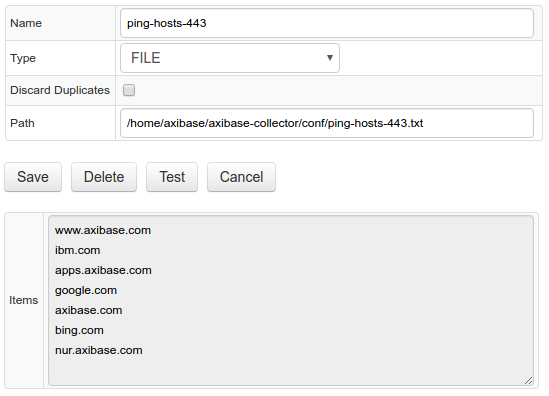 Name ping-hosts-443
Type FILE
Discard Duplicates
Path /home/axibase/axibase-collector/conf/ping-hosts-443.txt
Save Delete Test Cancel
Items
www.axibase.com
ibm.com
apps.axibase.com
google.com
axibase.com
bing.com
nur.axibase.com